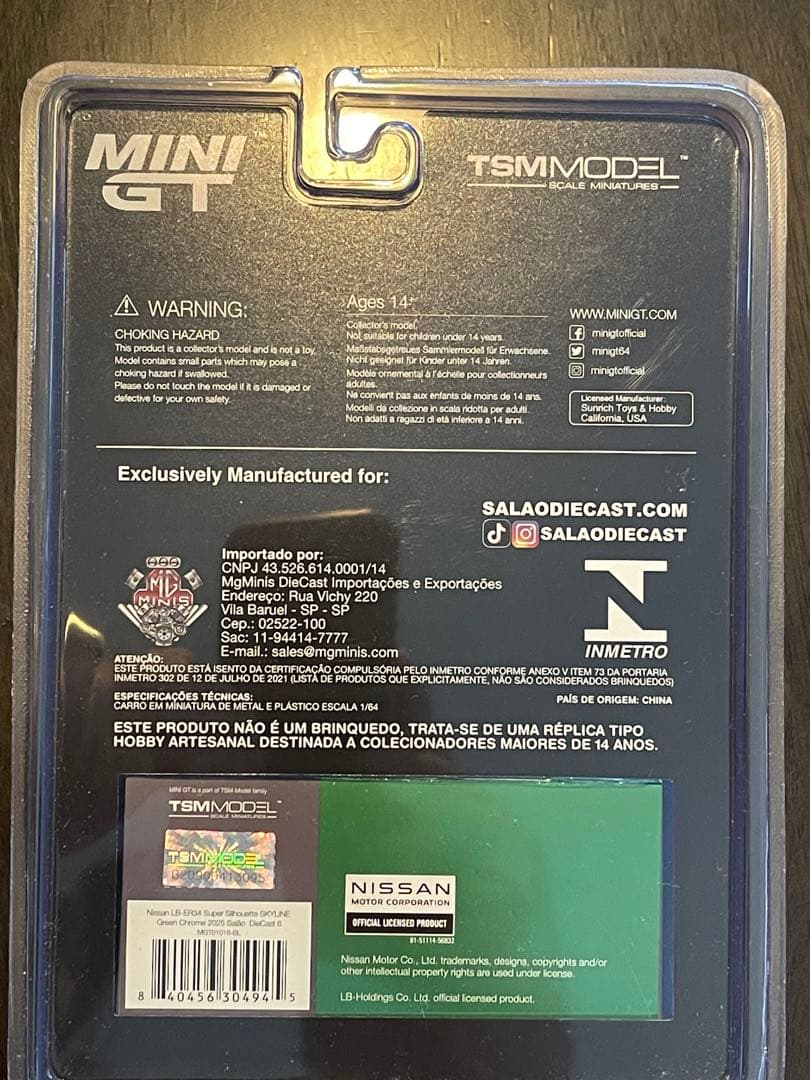 MINI
GT
TSMMODEL™
SCALE MINIATURES
WARNING:
CHOKING HAZARD
This product is a collector's model and is not a toy.
Model contains small parts which may pose a
choking hazard if swallowed.
Please do not touch the model if it is damaged or
defective for your own safety.
Ages 14+
Collector's model.
Not suitable for children under 14 years.
Maßstabsgetreues Sammlermodell für Erwachsene.
Nicht geeignet für Kinder unter 14 Jahren.
Modèle ornemental à l'échelle pour collectionneurs
adultes.
Ne convient pas aux enfants de moins de 14 ans.
Modelli da collezione in scala ridotta per adulti.
Non adatti a ragazzi di età inferiore a 14 anni.
WWW.MINIGT.COM
minigtofficial
minigt64
minigtofficial
Licensed Manufacturer:
Sunrich Toys & Hobby
California, USA
Exclusively Manufactured for:
SALAODIECAST.COM
SALAODIECAST
MG
MINIS
Importado por:
CNPJ 43.526.614.0001/14
MgMinis DieCast Importações e Exportações
Endereço: Rua Vichy 220
Vila Baruel - SP - SP
Cep.: 02522-100
Sac: 11-94414-7777
E-mail.: sales@mgminis.com
INMETRO
ATENÇÃO:
ESTE PRODUTO ESTÁ ISENTO DA CERTIFICAÇÃO COMPULSÓRIA PELO INMETRO CONFORME ANEXO V ITEM 73 DA PORTARIA
INMETRO 302 DE 12 DE JULHO DE 2021 (LISTA DE PRODUTOS QUE EXPLICITAMENTE, NÃO SÃO CONSIDERADOS BRINQUEDOS)
ESPECIFICAÇÕES TÉCNICAS:
CARRO EM MINIATURA DE METAL E PLÁSTICO ESCALA 1/64
PAÍS DE ORIGEM: CHINA
ESTE PRODUTO NÃO É UM BRINQUEDO, TRATA-SE DE UMA RÉPLICA TIPO
HOBBY ARTESANAL DESTINADA A COLECIONADORES MAIORES DE 14 ANOS.
MINI GT is a part of TSM-Model family
TSMMODEL™
SCALE MINIATURES
TSMMODEL
Nissan LB-ER34 Super Silhouette SKYLINE
Green Chrome 2025 Salão DieCast 6
MGT01016-BL
8 40456 30494 5
NISSAN
MOTOR CORPORATION
OFFICIAL LICENSED PRODUCT
81-51114-56832
Nissan Motor Co., Ltd. trademarks, designs, copyrights and/or
other intellectual property rights are used under license.
LB-Holdings Co. Ltd. official licensed product.